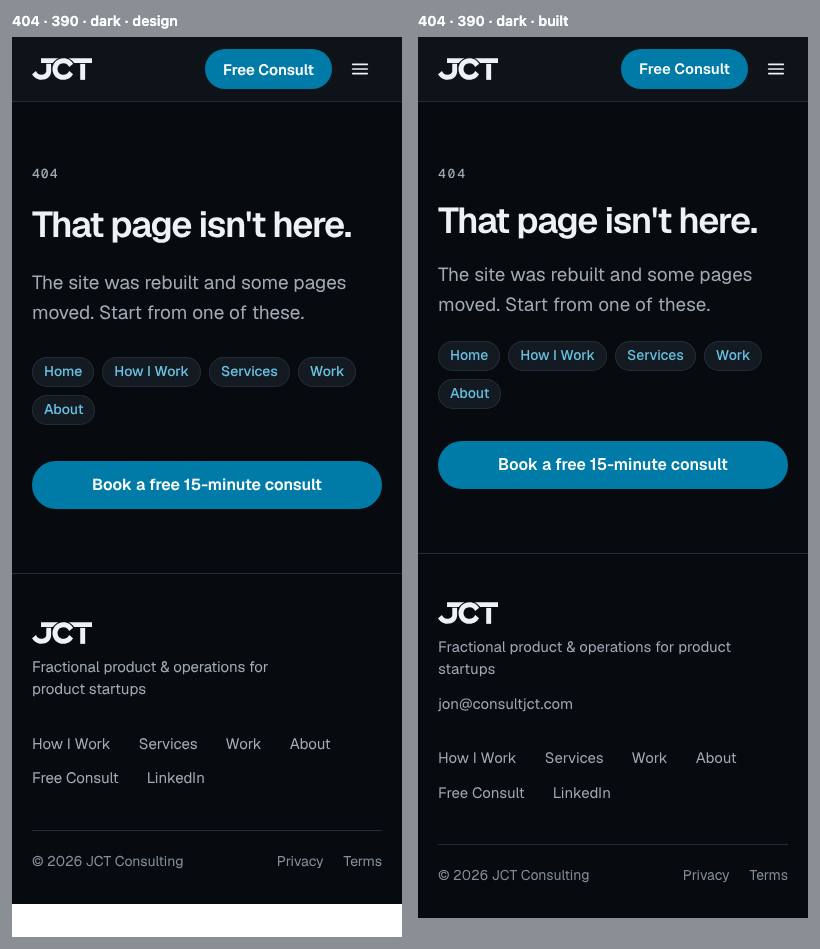 404 · 390 · dark · design
JCT
Free Consult
404
That page isn't here.
The site was rebuilt and some pages
moved. Start from one of these.
Home How I Work Services Work
About
Book a free 15-minute consult
JCT
Fractional product & operations for
product startups
How I Work Services Work About
Free Consult LinkedIn
© 2026 JCT Consulting Privacy Terms
404 · 390 · dark · built
JCT
Free Consult
404
That page isn't here.
The site was rebuilt and some pages
moved. Start from one of these.
Home How I Work Services Work
About
Book a free 15-minute consult
JCT
Fractional product & operations for product
startups
jon@consultjct.com
How I Work Services Work About
Free Consult LinkedIn
© 2026 JCT Consulting Privacy Terms